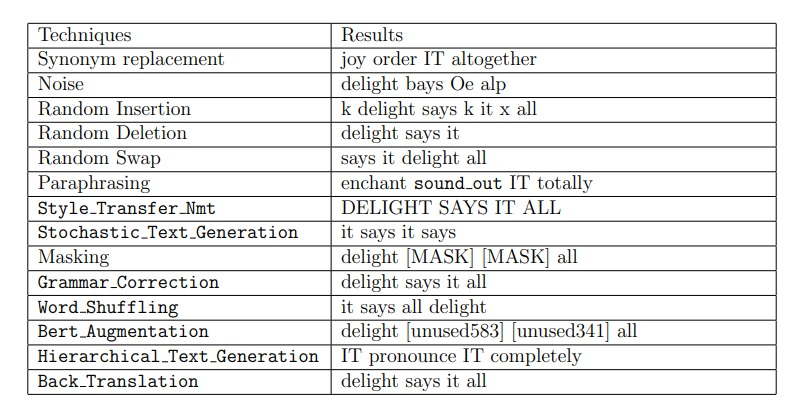 Techniques Results
Synonym replacement joy order IT altogether
Noise delight bays Oe alp
Random Insertion k delight says k it x all
Random Deletion delight says it
Random Swap says it delight all
Paraphrasing enchant sound_out IT totally
Style_Transfer_Nmt DELIGHT SAYS IT ALL
Stochastic_Text_Generation it says it says
Masking delight [MASK] [MASK] all
Grammar_Correction delight says it all
Word_Shuffling it says all delight
Bert_Augmentation delight [unused583] [unused341] all
Hierarchical_Text_Generation IT pronounce IT completely
Back_Translation delight says it all